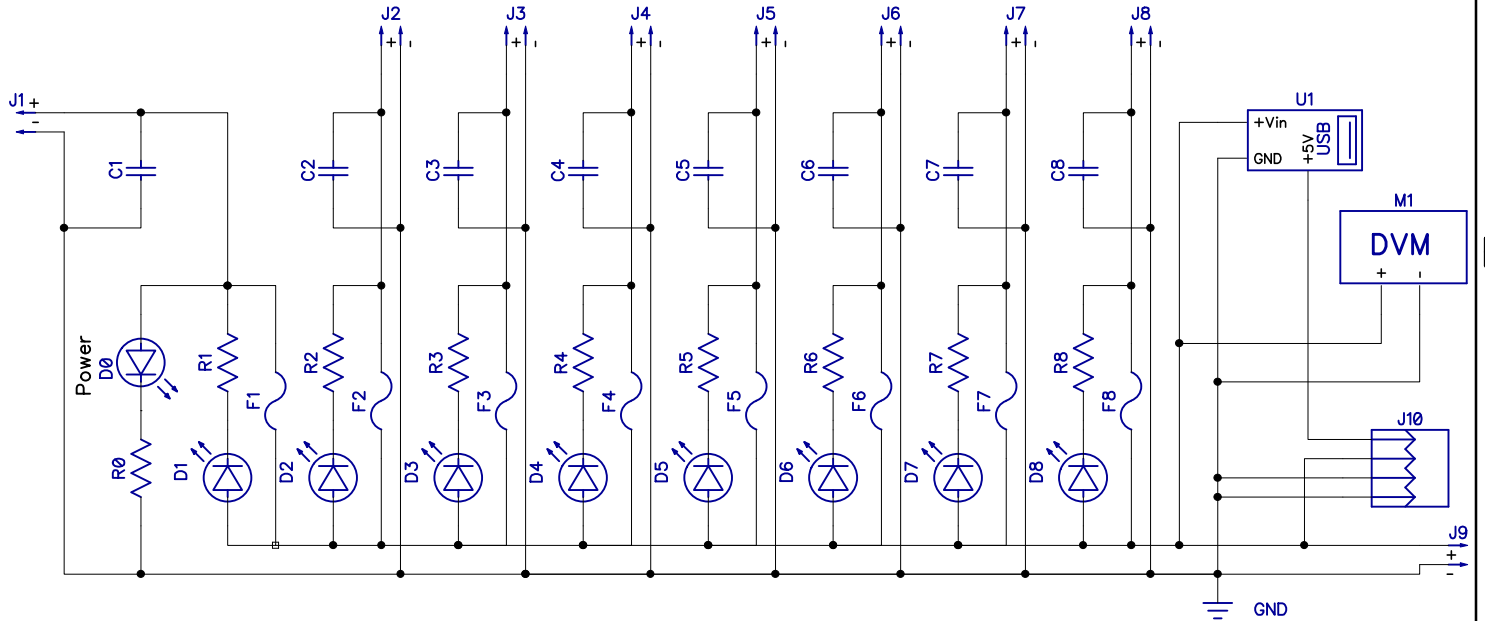 J2 J3 J4 J5 J6 J7 J8
+ - + - + - + - + - + - + -
J1 +
-
U1
+Vin
GND
+5V
USB
C1 C2 C3 C4 C5 C6 C7 C8
M1
DVM
+ -
Power
D0
R1 R2 R3 R4 R5 R6 R7 R8
F1 F2 F3 F4 F5 F6 F7 F8
J10
R0
D1 D2 D3 D4 D5 D6 D7 D8
J9
+
-
GND